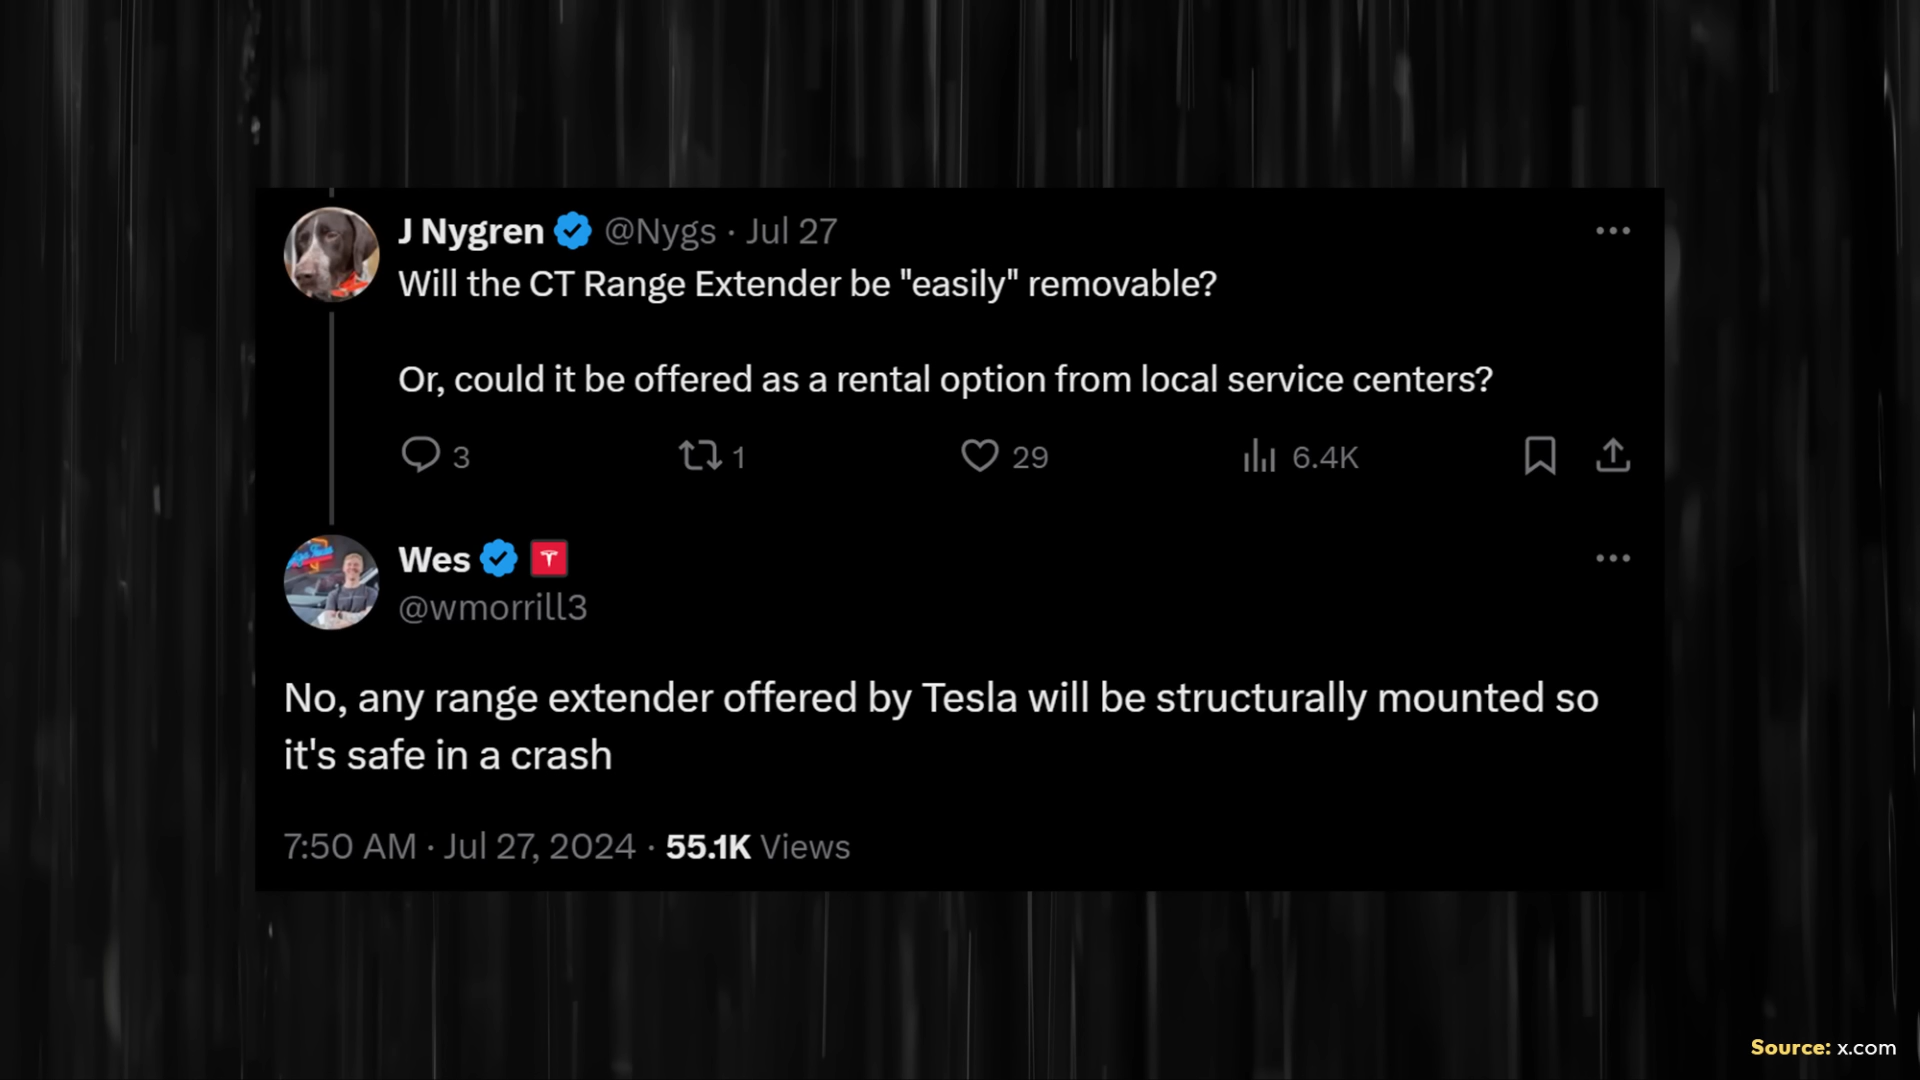 J Nygren @Nygs · Jul 27
Will the CT Range Extender be "easily" removable?
Or, could it be offered as a rental option from local service centers?
3 1 29 6.4K
Wes
@wmorrill3
No, any range extender offered by Tesla will be structurally mounted so
it's safe in a crash
7:50 AM · Jul 27, 2024 · 55.1K Views
Source: x.com